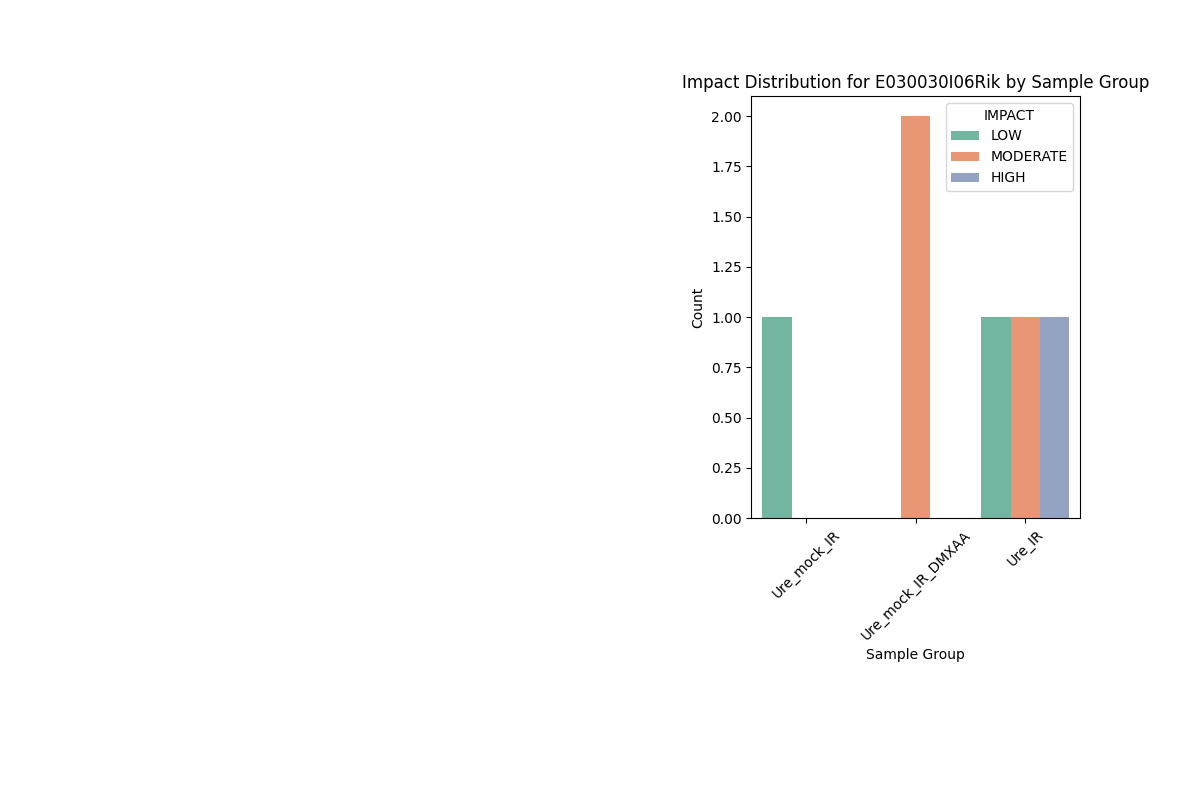 Impact Distribution for E030030I06Rik by Sample Group
IMPACT
LOW
MODERATE
HIGH
2.00
1.75
1.50
1.25
1.00
0.75
0.50
0.25
0.00
Count
Ure_mock_IR
Ure_mock_IR_DMXAA
Ure_IR
Sample Group